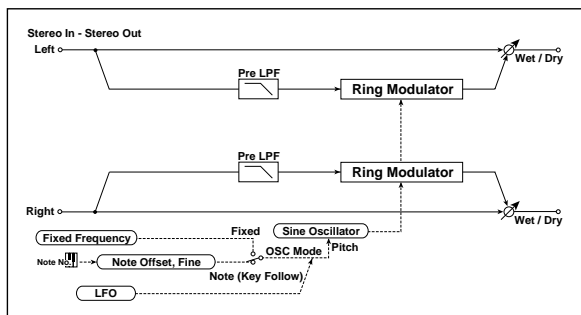 Stereo In - Stereo Out
Left
Wet / Dry
Pre LPF
Ring Modulator
Pre LPF
Ring Modulator
Right
Wet / Dry
Fixed Frequency
Fixed
Sine Oscillator
OSC Mode
Pitch
Note No.
Note Offset, Fine
Note (Key Follow)
LFO